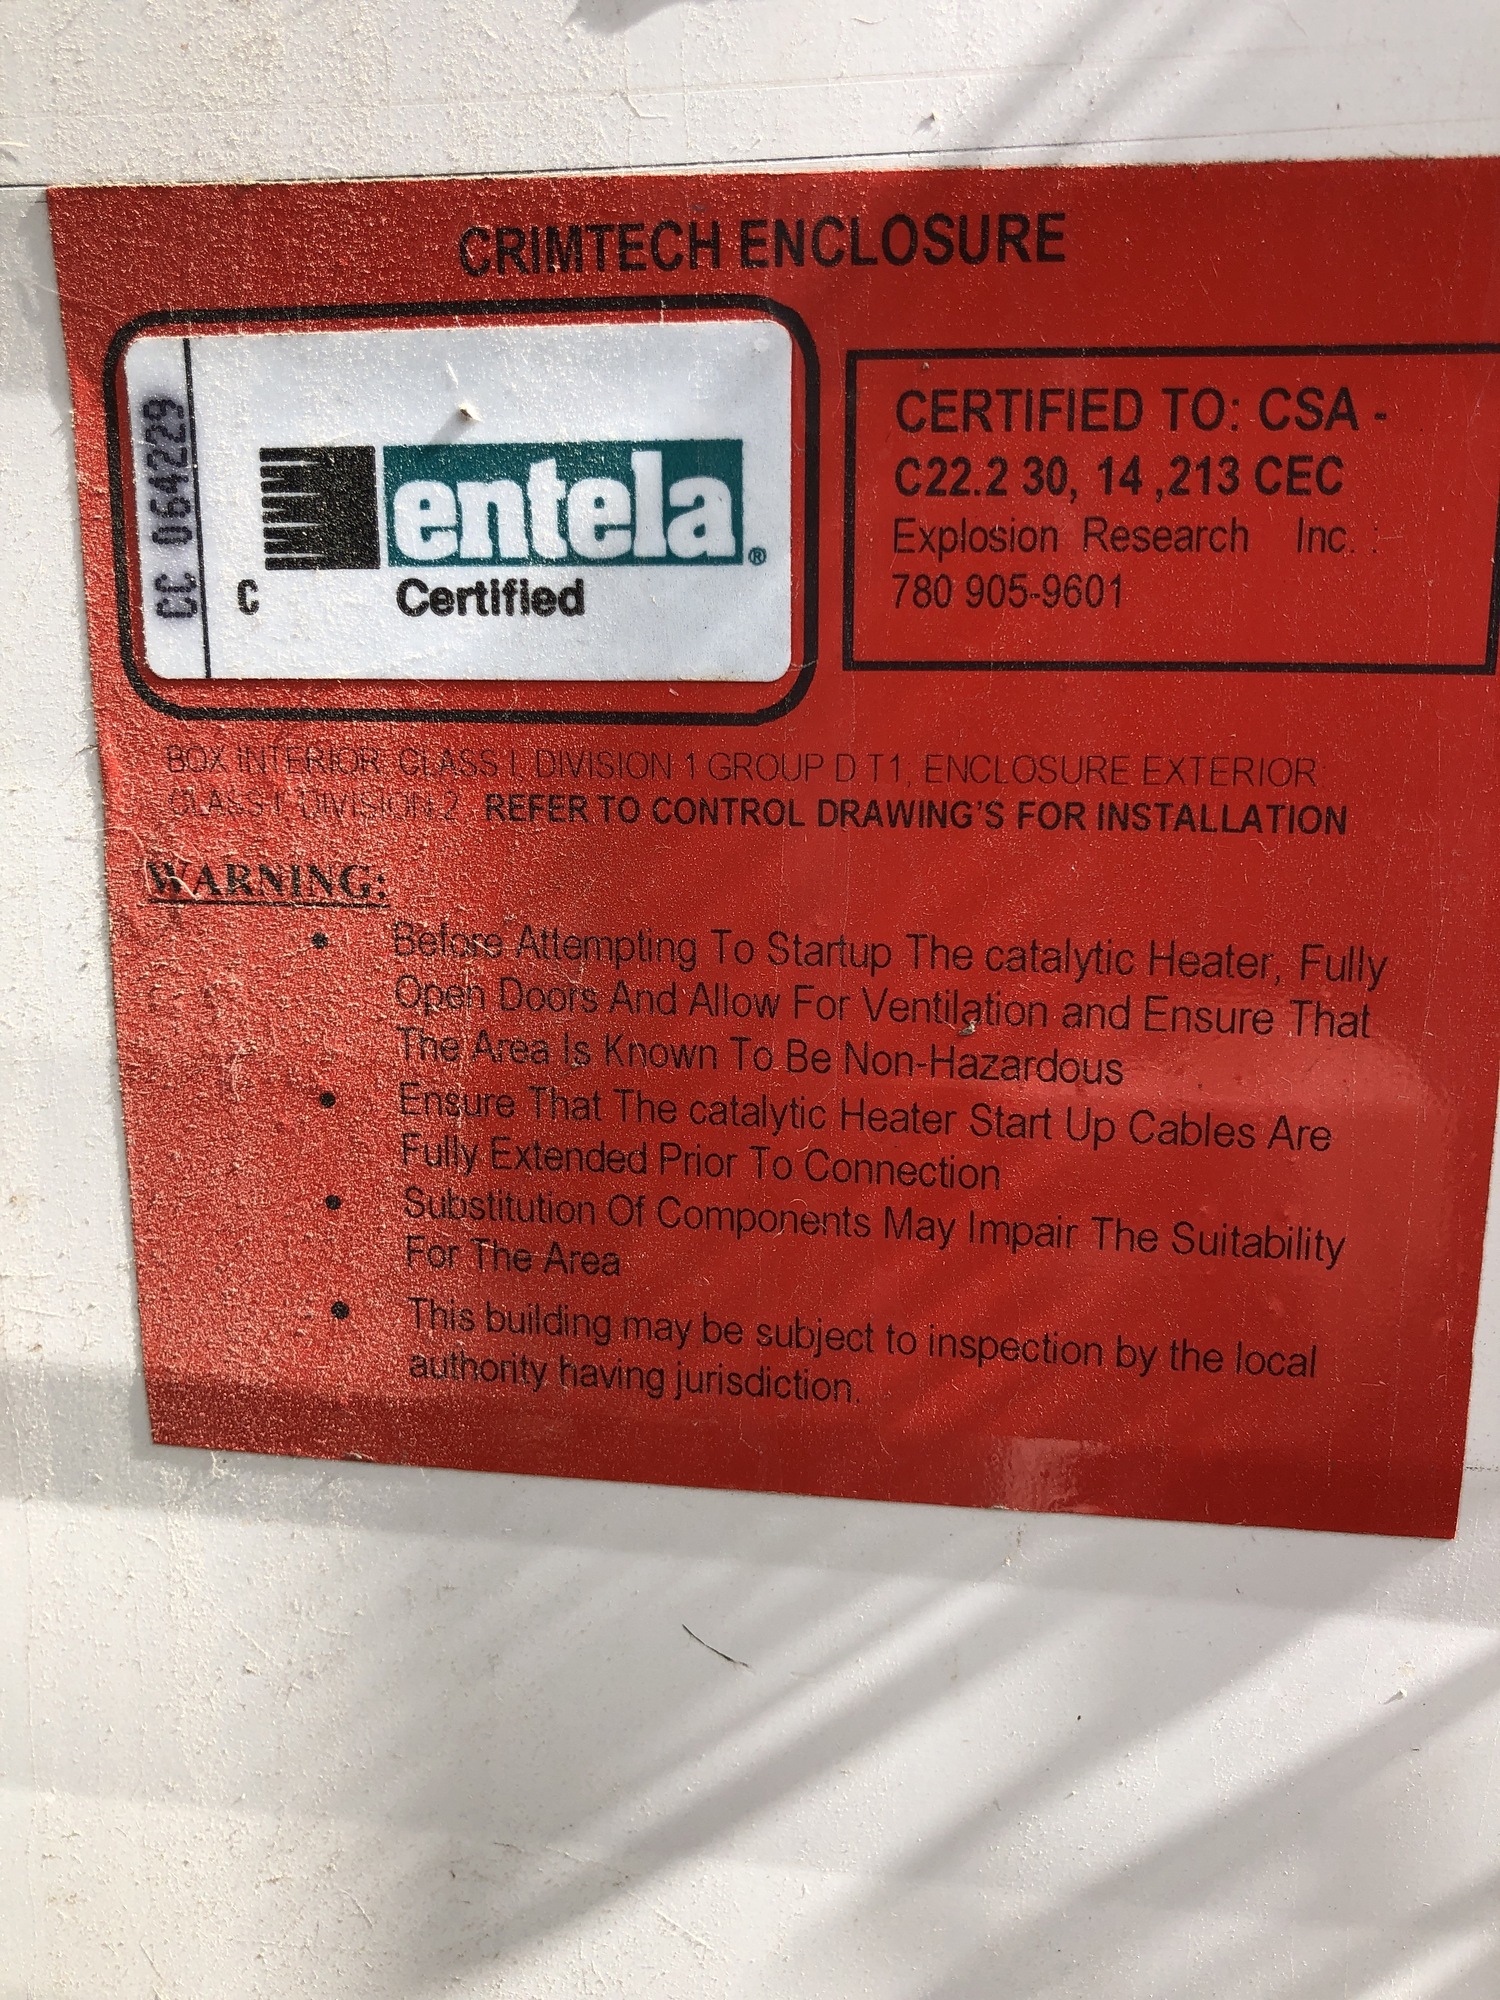 CRIMTECH ENCLOSURE
CC 064229
entela®
C
Certified
CERTIFIED TO: CSA -
C22.2 30, 14 ,213 CEC
Explosion Research Inc. :
780 905-9601
BOX INTERIOR: CLASS I, DIVISION 1 GROUP D T1, ENCLOSURE EXTERIOR
CLASS I, DIVISION 2 REFER TO CONTROL DRAWING'S FOR INSTALLATION
WARNING:
• Before Attempting To Startup The catalytic Heater, Fully
Open Doors And Allow For Ventilation and Ensure That
The Area Is Known To Be Non-Hazardous
• Ensure That The catalytic Heater Start Up Cables Are
Fully Extended Prior To Connection
• Substitution Of Components May Impair The Suitability
For The Area
• This building may be subject to inspection by the local
authority having jurisdiction.